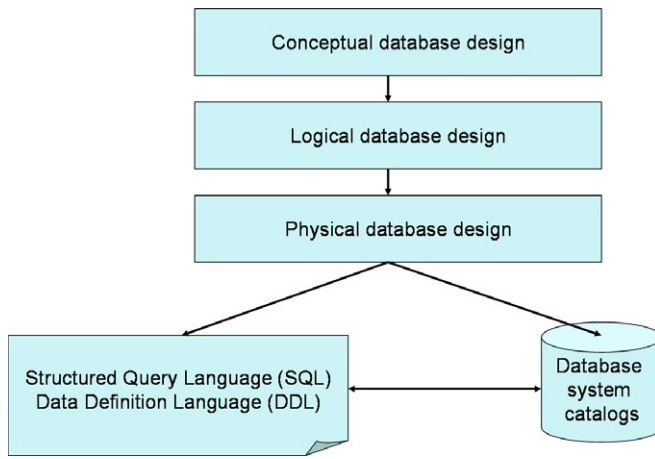 Conceptual database design
Logical database design
Physical database design
Structured Query Language (SQL)
Data Definition Language (DDL)
Database
system
catalogs